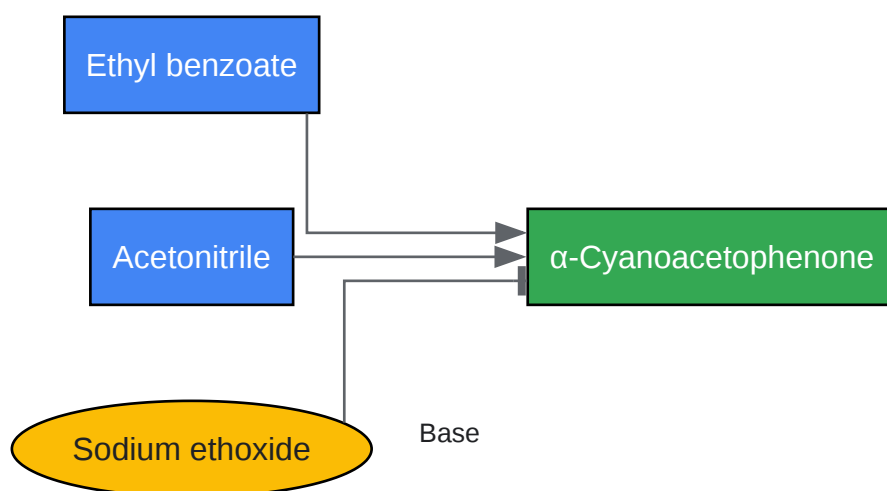 Ethyl benzoate
Acetonitrile
α-Cyanoacetophenone
Sodium ethoxide
Base